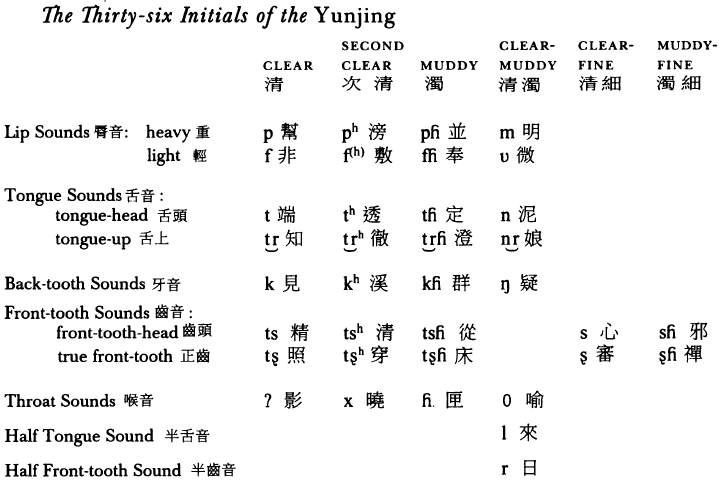 The Thirty-six Initials of the Yunjing
SECOND CLEAR- CLEAR- MUDDY-
CLEAR CLEAR MUDDY MUDDY FINE FINE
清 次 清 濁 清濁 清細 濁細
Lip Sounds 脣音: heavy 重 p 幫 pʰ 滂 pɦ 並 m 明
light 輕 f 非 f⁽ʰ⁾ 敷 fɦ 奉 ʋ 微
Tongue Sounds 舌音:
tongue-head 舌頭 t 端 tʰ 透 tɦ 定 n 泥
tongue-up 舌上 t͜r 知 t͜rʰ 徹 t͜rɦ 澄 n͜r 娘
Back-tooth Sounds 牙音 k 見 kʰ 溪 kɦ 群 ŋ 疑
Front-tooth Sounds 齒音:
front-tooth-head 齒頭 ts 精 tsʰ 清 tsɦ 從 s 心 sɦ 邪
true front-tooth 正齒 tʂ 照 tʂʰ 穿 tʂɦ 床 ʂ 審 ʂɦ 禪
Throat Sounds 喉音 ʔ 影 x 曉 ɦ 匣 0 喻
Half Tongue Sound 半舌音 l 來
Half Front-tooth Sound 半齒音 r 日